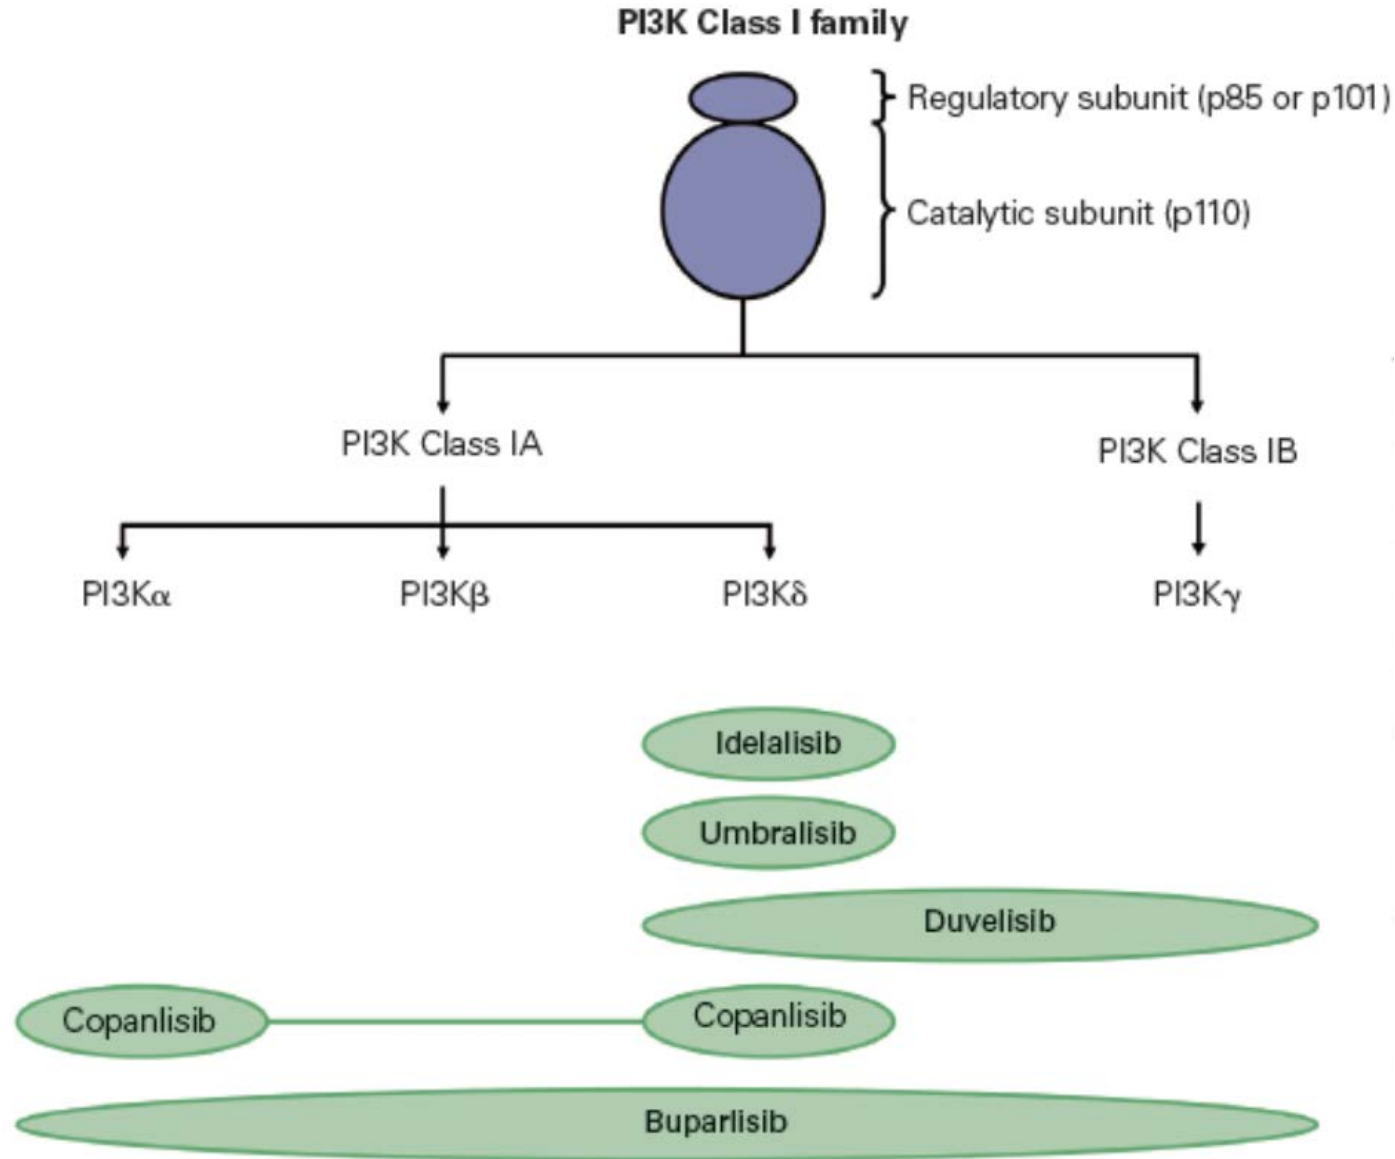 PI3K Class I family
Regulatory subunit (p85 or p101)
Catalytic subunit (p110)
PI3K Class IA
PI3K Class IB
PI3Kα
PI3Kβ
PI3Kδ
PI3Kγ
Idelalisib
Umbralisib
Duvelisib
Copanlisib
Copanlisib
Buparlisib